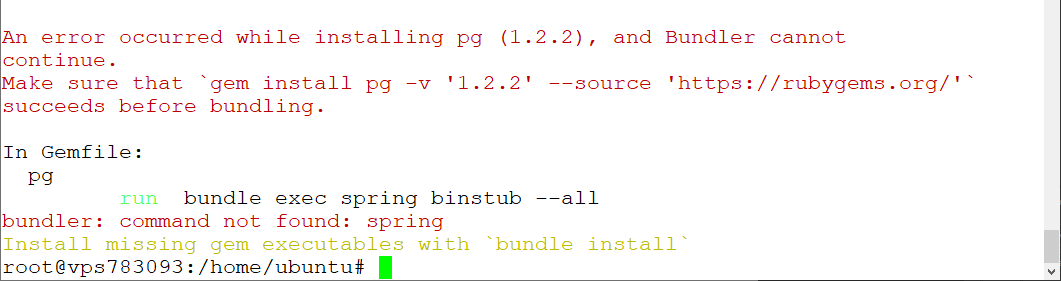 An error occurred while installing pg (1.2.2), and Bundler cannot
continue.
Make sure that `gem install pg -v '1.2.2' --source 'https://rubygems.org/'`
succeeds before bundling.
In Gemfile:
pg
run bundle exec spring binstub --all
bundler: command not found: spring
Install missing gem executables with `bundle install`
root@vps783093:/home/ubuntu#